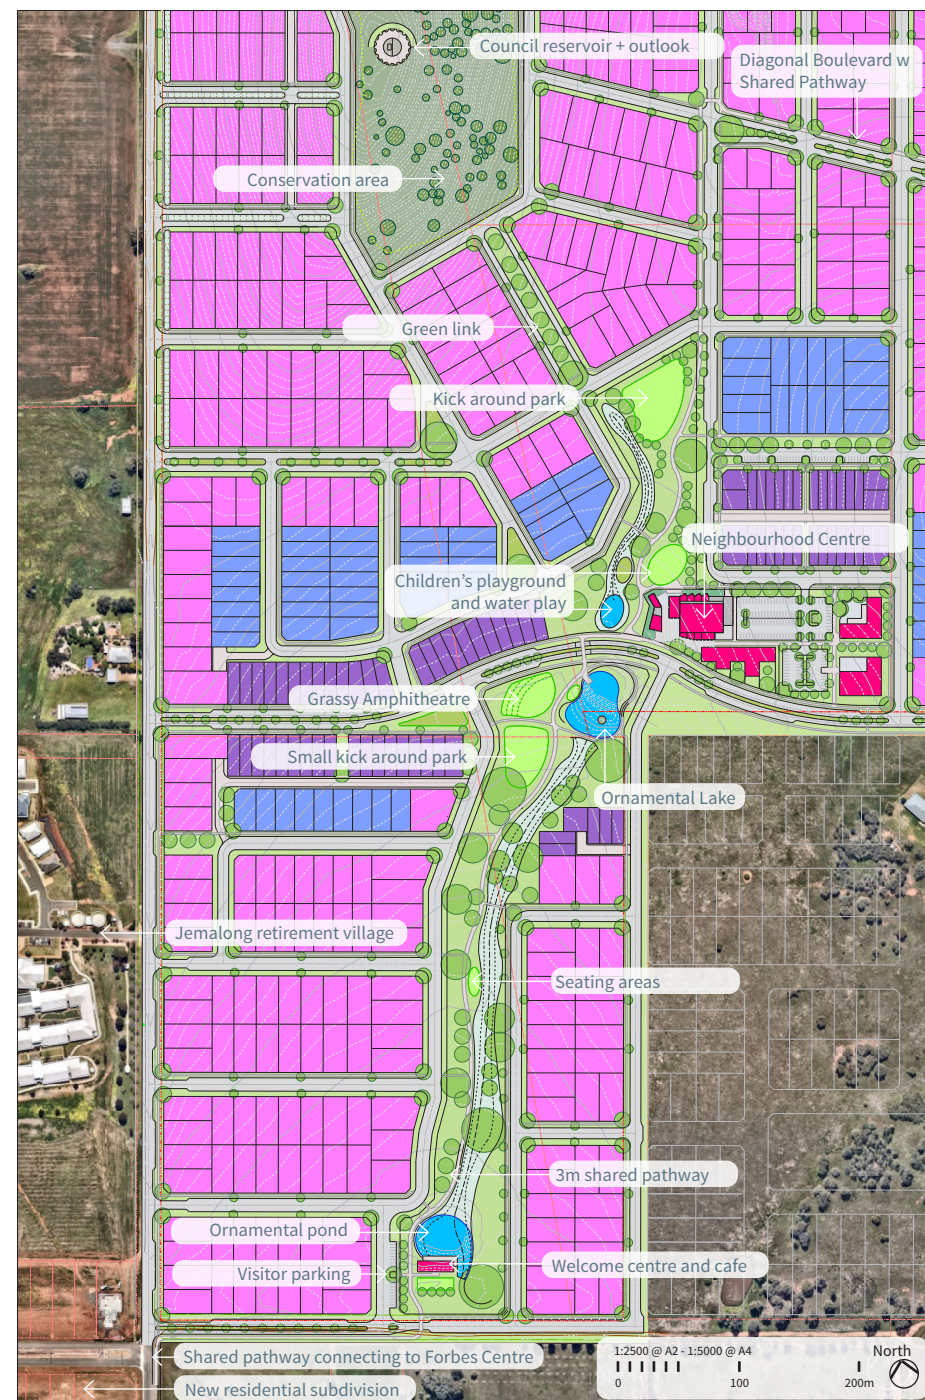 Council reservoir + outlook
Diagonal Boulevard w
Shared Pathway
Conservation area
Green link
Kick around park
Neighbourhood Centre
Children's playground
and water play
Grassy Amphitheatre
Small kick around park
Ornamental Lake
Jemalong retirement village
Seating areas
3m shared pathway
Ornamental pond
Welcome centre and cafe
Visitor parking
Shared pathway connecting to Forbes Centre
New residential subdivision
1:2500 @ A2 - 1:5000 @ A4
North
0 100 200m